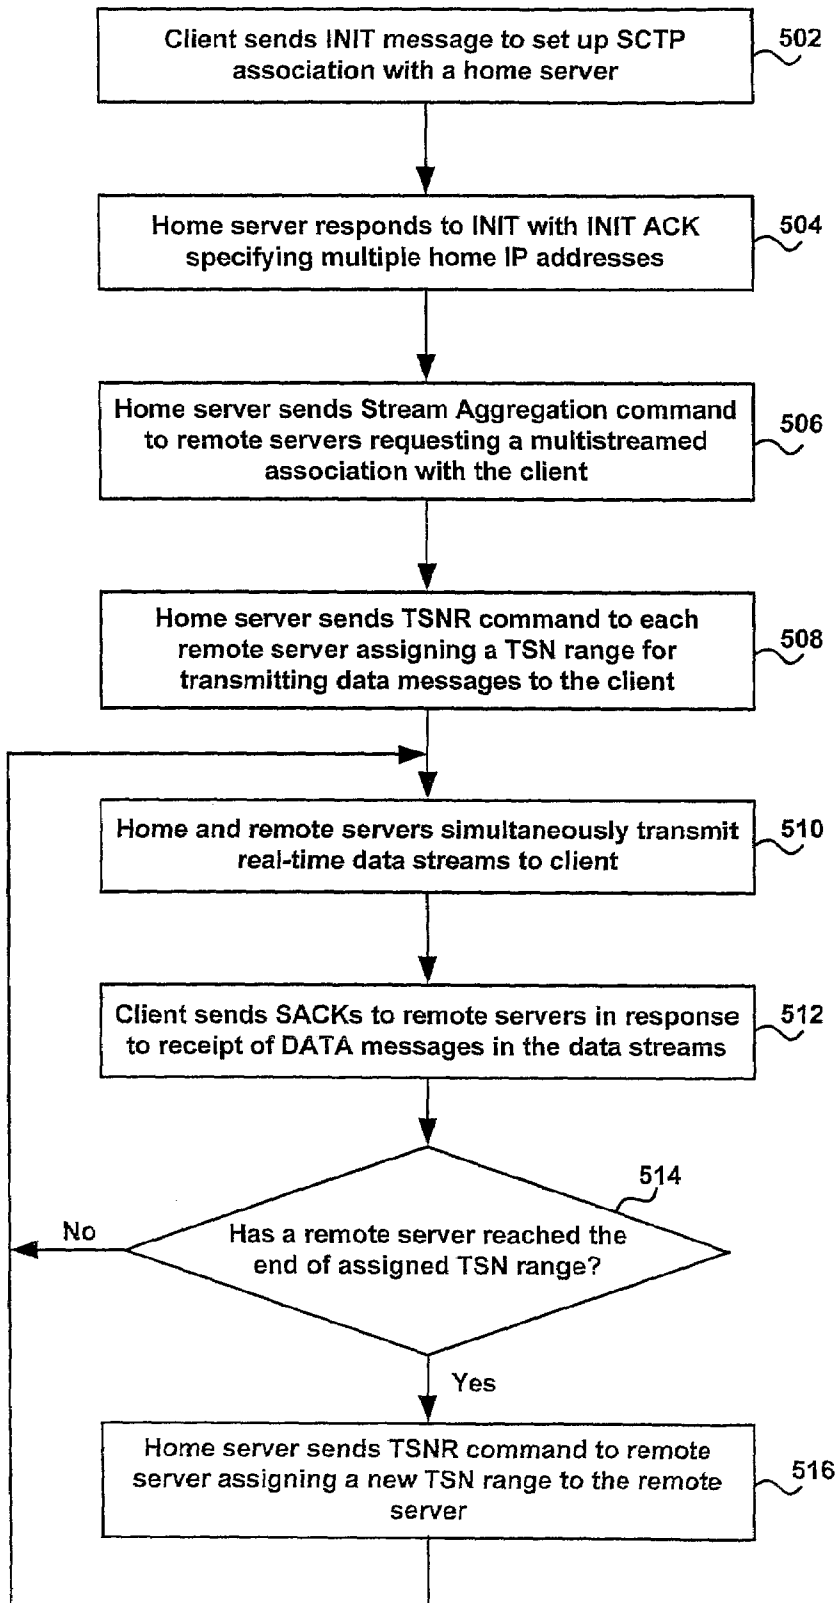 Client sends INIT message to set up SCTP
association with a home server
502
Home server responds to INIT with INIT ACK
specifying multiple home IP addresses
504
Home server sends Stream Aggregation command
to remote servers requesting a multistreamed
association with the client
506
Home server sends TSNR command to each
remote server assigning a TSN range for
transmitting data messages to the client
508
Home and remote servers simultaneously transmit
real-time data streams to client
510
Client sends SACKs to remote servers in response
to receipt of DATA messages in the data streams
512
514
Has a remote server reached the
end of assigned TSN range?
No
Yes
Home server sends TSNR command to remote
server assigning a new TSN range to the remote
server
516